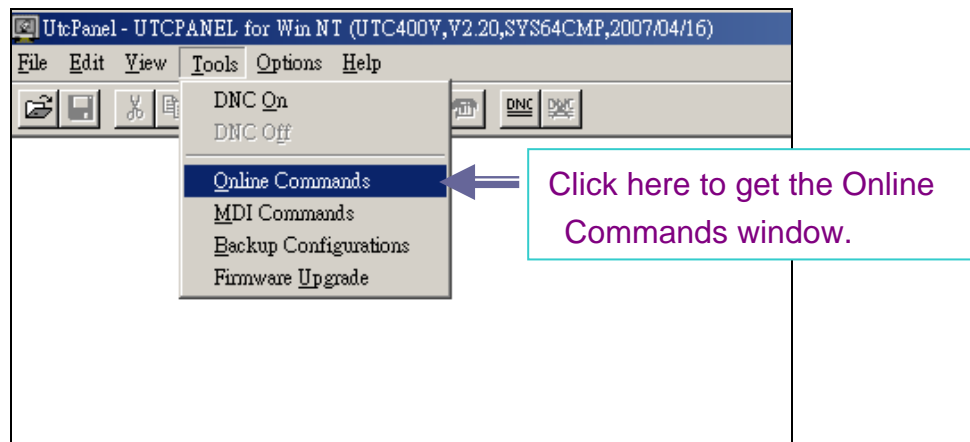 UtcPanel - UTCPANEL for Win NT (UTC400V,V2.20,SYS64CMP,2007/04/16)
File Edit View Tools Options Help
DNC On
DNC Off
DNC DNC
Online Commands
MDI Commands
Backup Configurations
Firmware Upgrade
Click here to get the Online
Commands window.